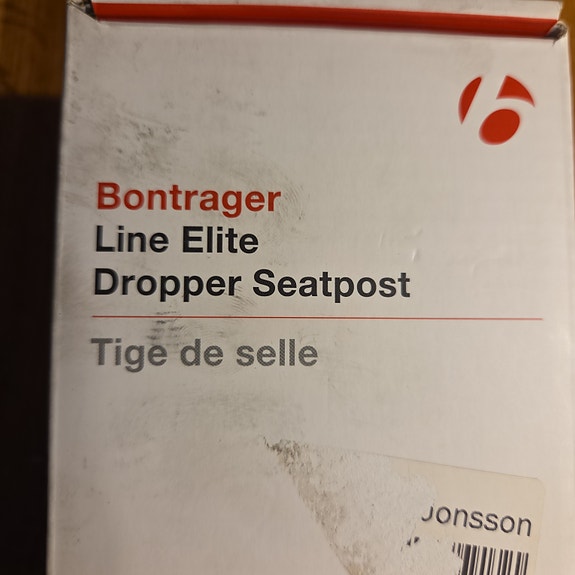 Bontrager
Line Elite
Dropper Seatpost
Tige de selle
Jonsson